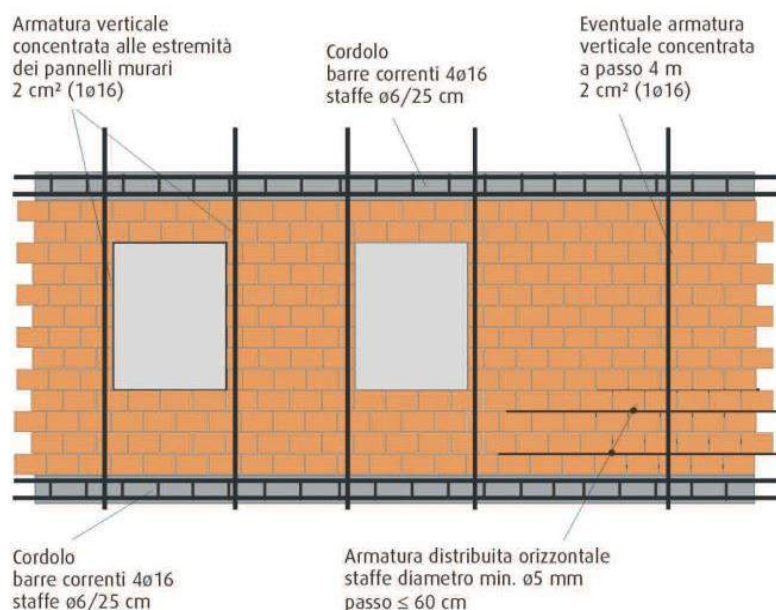 Armatura verticale
concentrata alle estremità
dei pannelli murari
2 cm² (1ø16)
Cordolo
barre correnti 4ø16
staffe ø6/25 cm
Eventuale armatura
verticale concentrata
a passo 4 m
2 cm² (1ø16)
Cordolo
barre correnti 4ø16
staffe ø6/25 cm
Armatura distribuita orizzontale
staffe diametro min. ø5 mm
passo ≤ 60 cm